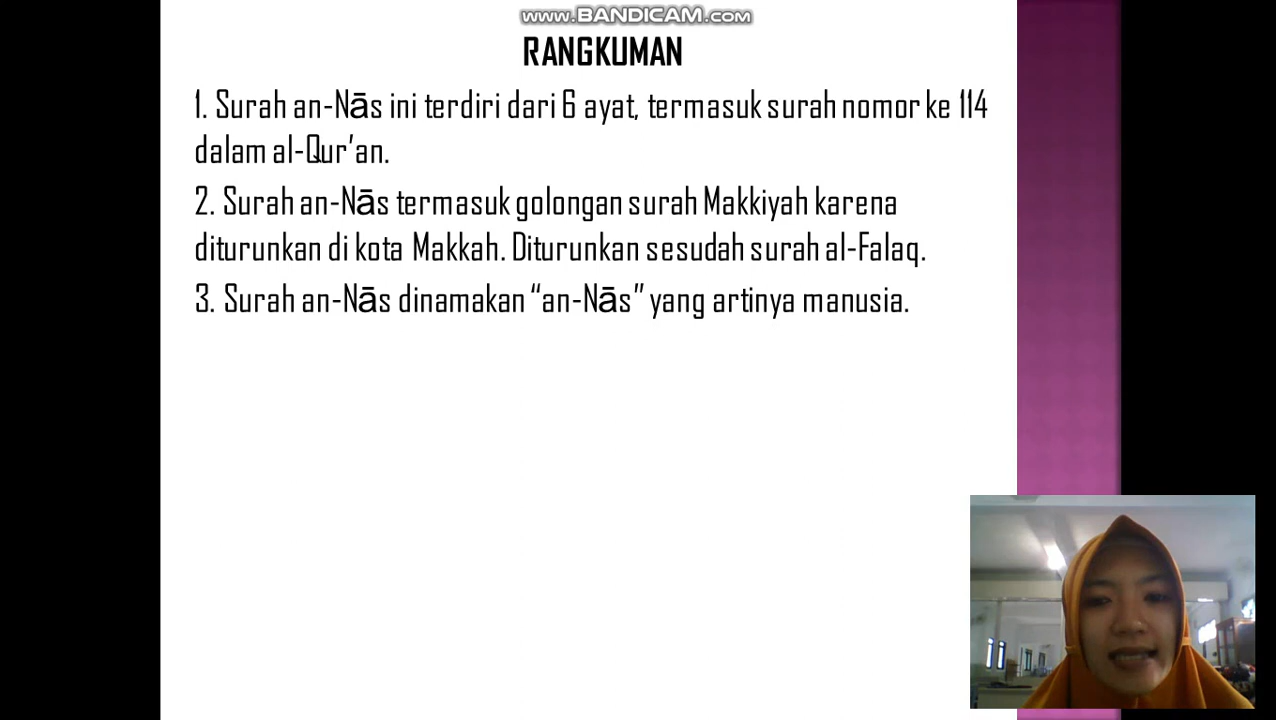 www.BANDICAM.com
RANGKUMAN
1. Surah an-Nās ini terdiri dari 6 ayat, termasuk surah nomor ke 114
dalam al-Qur’an.
2. Surah an-Nās termasuk golongan surah Makkiyah karena
diturunkan di kota Makkah. Diturunkan sesudah surah al-Falaq.
3. Surah an-Nās dinamakan “an-Nās” yang artinya manusia.